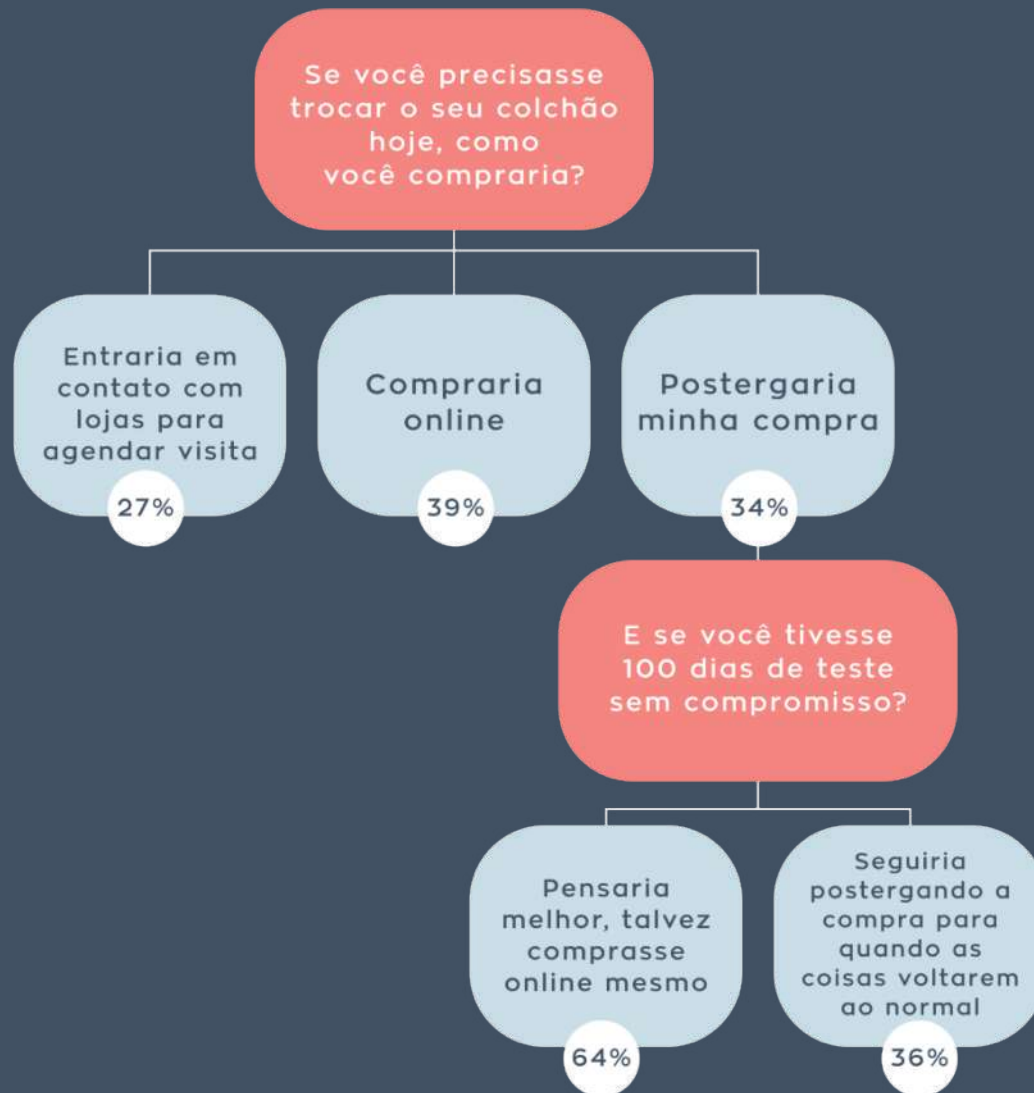 Se você precisasse
trocar o seu colchão
hoje, como
você compraria?
Entraria em
contato com
lojas para
agendar visita
27%
Compraria
online
39%
Postergaria
minha compra
34%
E se você tivesse
100 dias de teste
sem compromisso?
Pensaria
melhor, talvez
comprasse
online mesmo
64%
Seguiria
postergando a
compra para
quando as
coisas voltarem
ao normal
36%